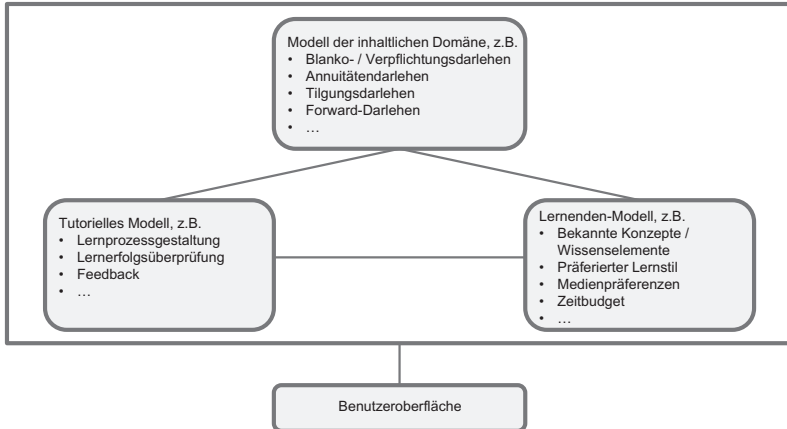 Modell der inhaltlichen Domäne, z.B.
• Blanko- / Verpflichtungsdarlehen
• Annuitätendarlehen
• Tilgungsdarlehen
• Forward-Darlehen
• …
Tutorielles Modell, z.B.
• Lernprozessgestaltung
• Lernerfolgsüberprüfung
• Feedback
• …
Lernenden-Modell, z.B.
• Bekannte Konzepte /
Wissenselemente
• Präferierter Lernstil
• Medienpräferenzen
• Zeitbudget
• …
Benutzeroberfläche